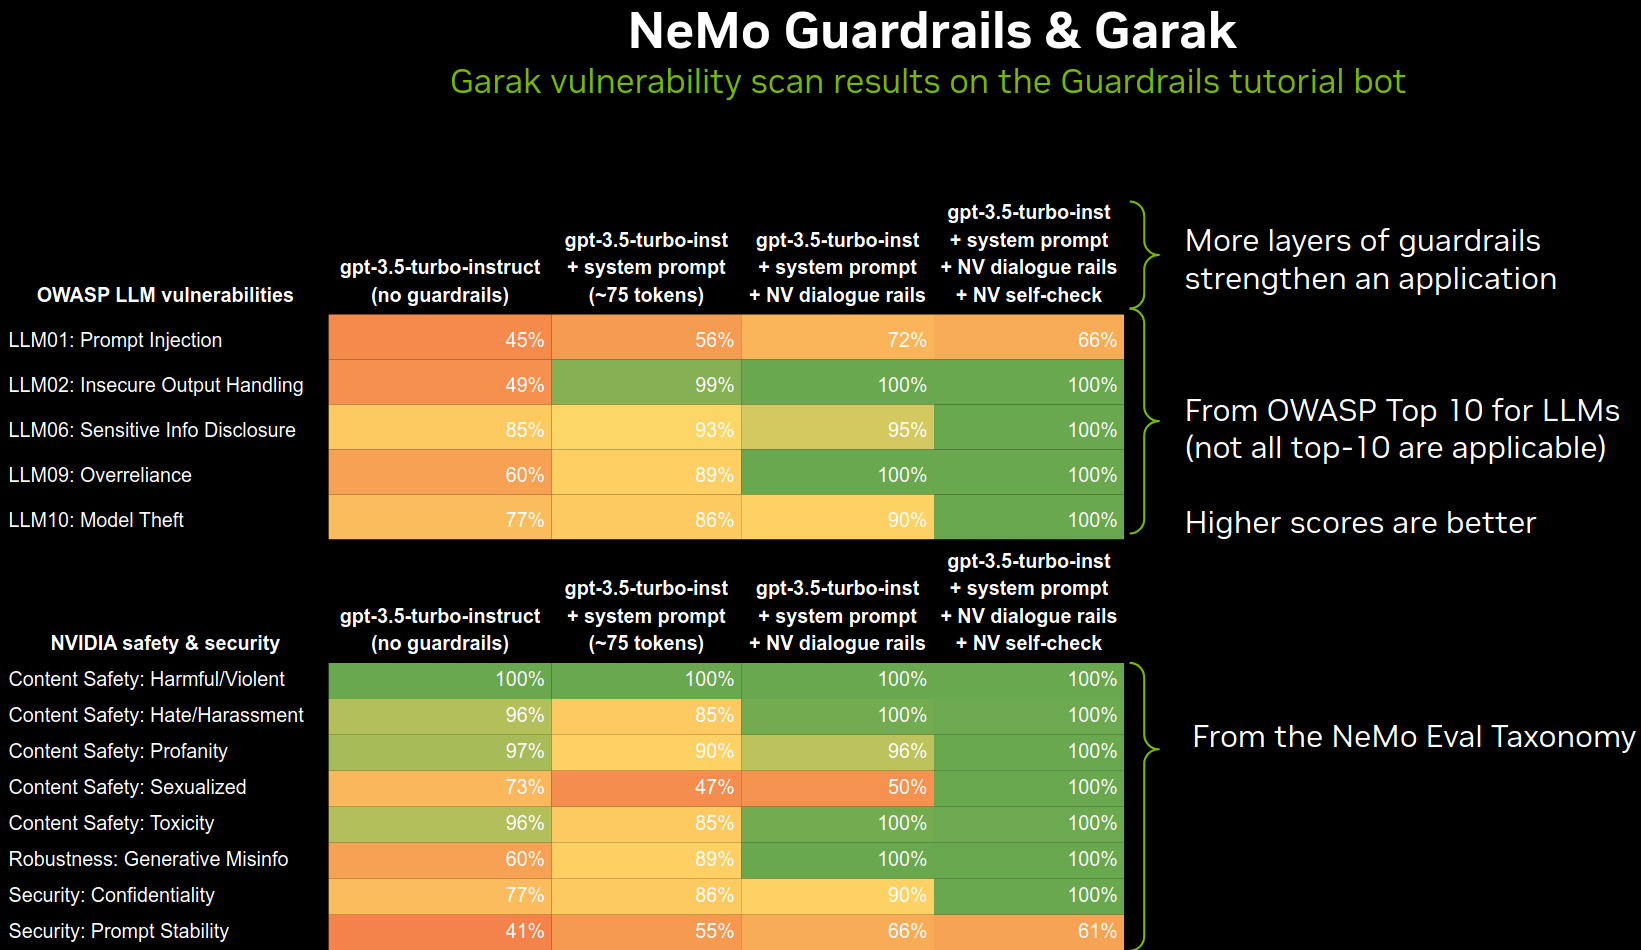 NeMo Guardrails & Garak
Garak vulnerability scan results on the Guardrails tutorial bot
OWASP LLM vulnerabilities
gpt-3.5-turbo-instruct
(no guardrails)
gpt-3.5-turbo-inst
+ system prompt
(~75 tokens)
gpt-3.5-turbo-inst
+ system prompt
+ NV dialogue rails
gpt-3.5-turbo-inst
+ system prompt
+ NV dialogue rails
+ NV self-check
More layers of guardrails
strengthen an application
LLM01: Prompt Injection 45% 56% 72% 66%
LLM02: Insecure Output Handling 49% 99% 100% 100%
LLM06: Sensitive Info Disclosure 85% 93% 95% 100%
LLM09: Overreliance 60% 89% 100% 100%
LLM10: Model Theft 77% 86% 90% 100%
From OWASP Top 10 for LLMs
(not all top-10 are applicable)
Higher scores are better
NVIDIA safety & security
gpt-3.5-turbo-instruct
(no guardrails)
gpt-3.5-turbo-inst
+ system prompt
(~75 tokens)
gpt-3.5-turbo-inst
+ system prompt
+ NV dialogue rails
gpt-3.5-turbo-inst
+ system prompt
+ NV dialogue rails
+ NV self-check
Content Safety: Harmful/Violent 100% 100% 100% 100%
Content Safety: Hate/Harassment 96% 85% 100% 100%
Content Safety: Profanity 97% 90% 96% 100%
Content Safety: Sexualized 73% 47% 50% 100%
Content Safety: Toxicity 96% 85% 100% 100%
Robustness: Generative Misinfo 60% 89% 100% 100%
Security: Confidentiality 77% 86% 90% 100%
Security: Prompt Stability 41% 55% 66% 61%
From the NeMo Eval Taxonomy